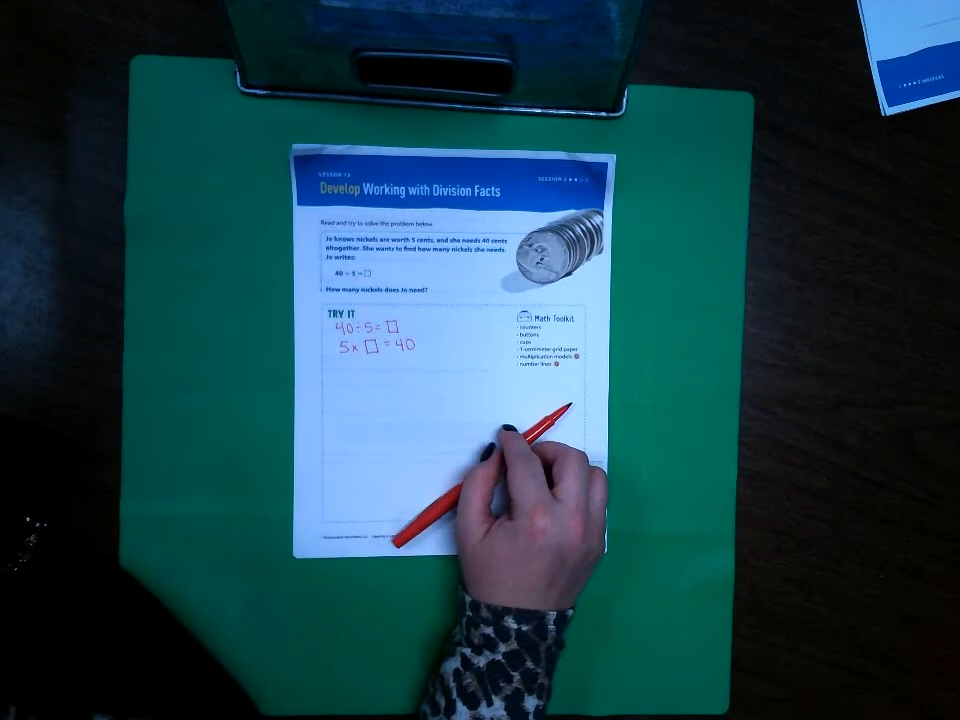 LESSON 12
SESSION 2
Develop Working with Division Facts
Read and try to solve the problem below.
Jo knows nickels are worth 5 cents, and she needs 40 cents
altogether. She wants to find how many nickels she needs.
Jo writes:
40 ÷ 5 = □
How many nickels does Jo need?
TRY IT
40÷5=□
5×□=40
Math Toolkit
• counters
• buttons
• cups
• 1-centimeter grid paper
• multiplication models
• number lines
SESSION